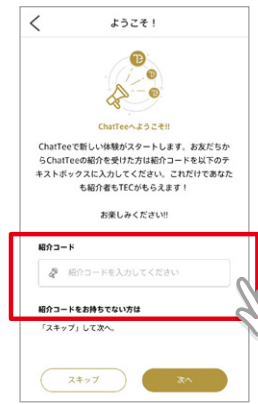 ようこそ！
ChatTeeへようこそ!!
ChatTeeで新しい体験がスタートします。お友だちか
らChatTeeの紹介を受けた方は紹介コードを以下のテ
キストボックスに入力してください。これだけであなた
も紹介者もTECがもらえます！
お楽しみください!!
紹介コード
紹介コードを入力してください
紹介コードをお持ちでない方は
「スキップ」して次へ。
スキップ
次へ